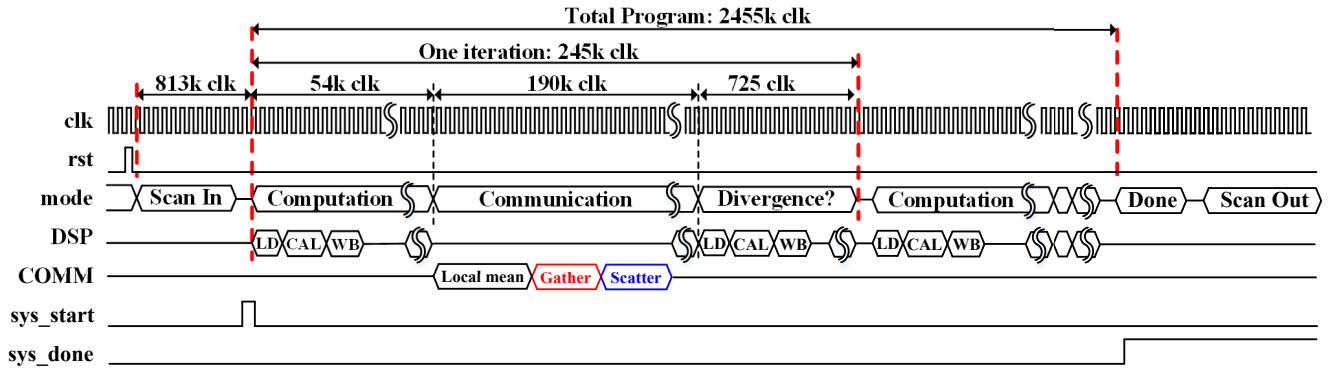 Total Program: 2455k clk
One iteration: 245k clk
813k clk 54k clk 190k clk 725 clk
clk
rst
mode Scan In Computation Communication Divergence? Computation Done Scan Out
DSP LD CAL WB LD CAL WB LD CAL WB
COMM Local mean Gather Scatter
sys_start
sys_done